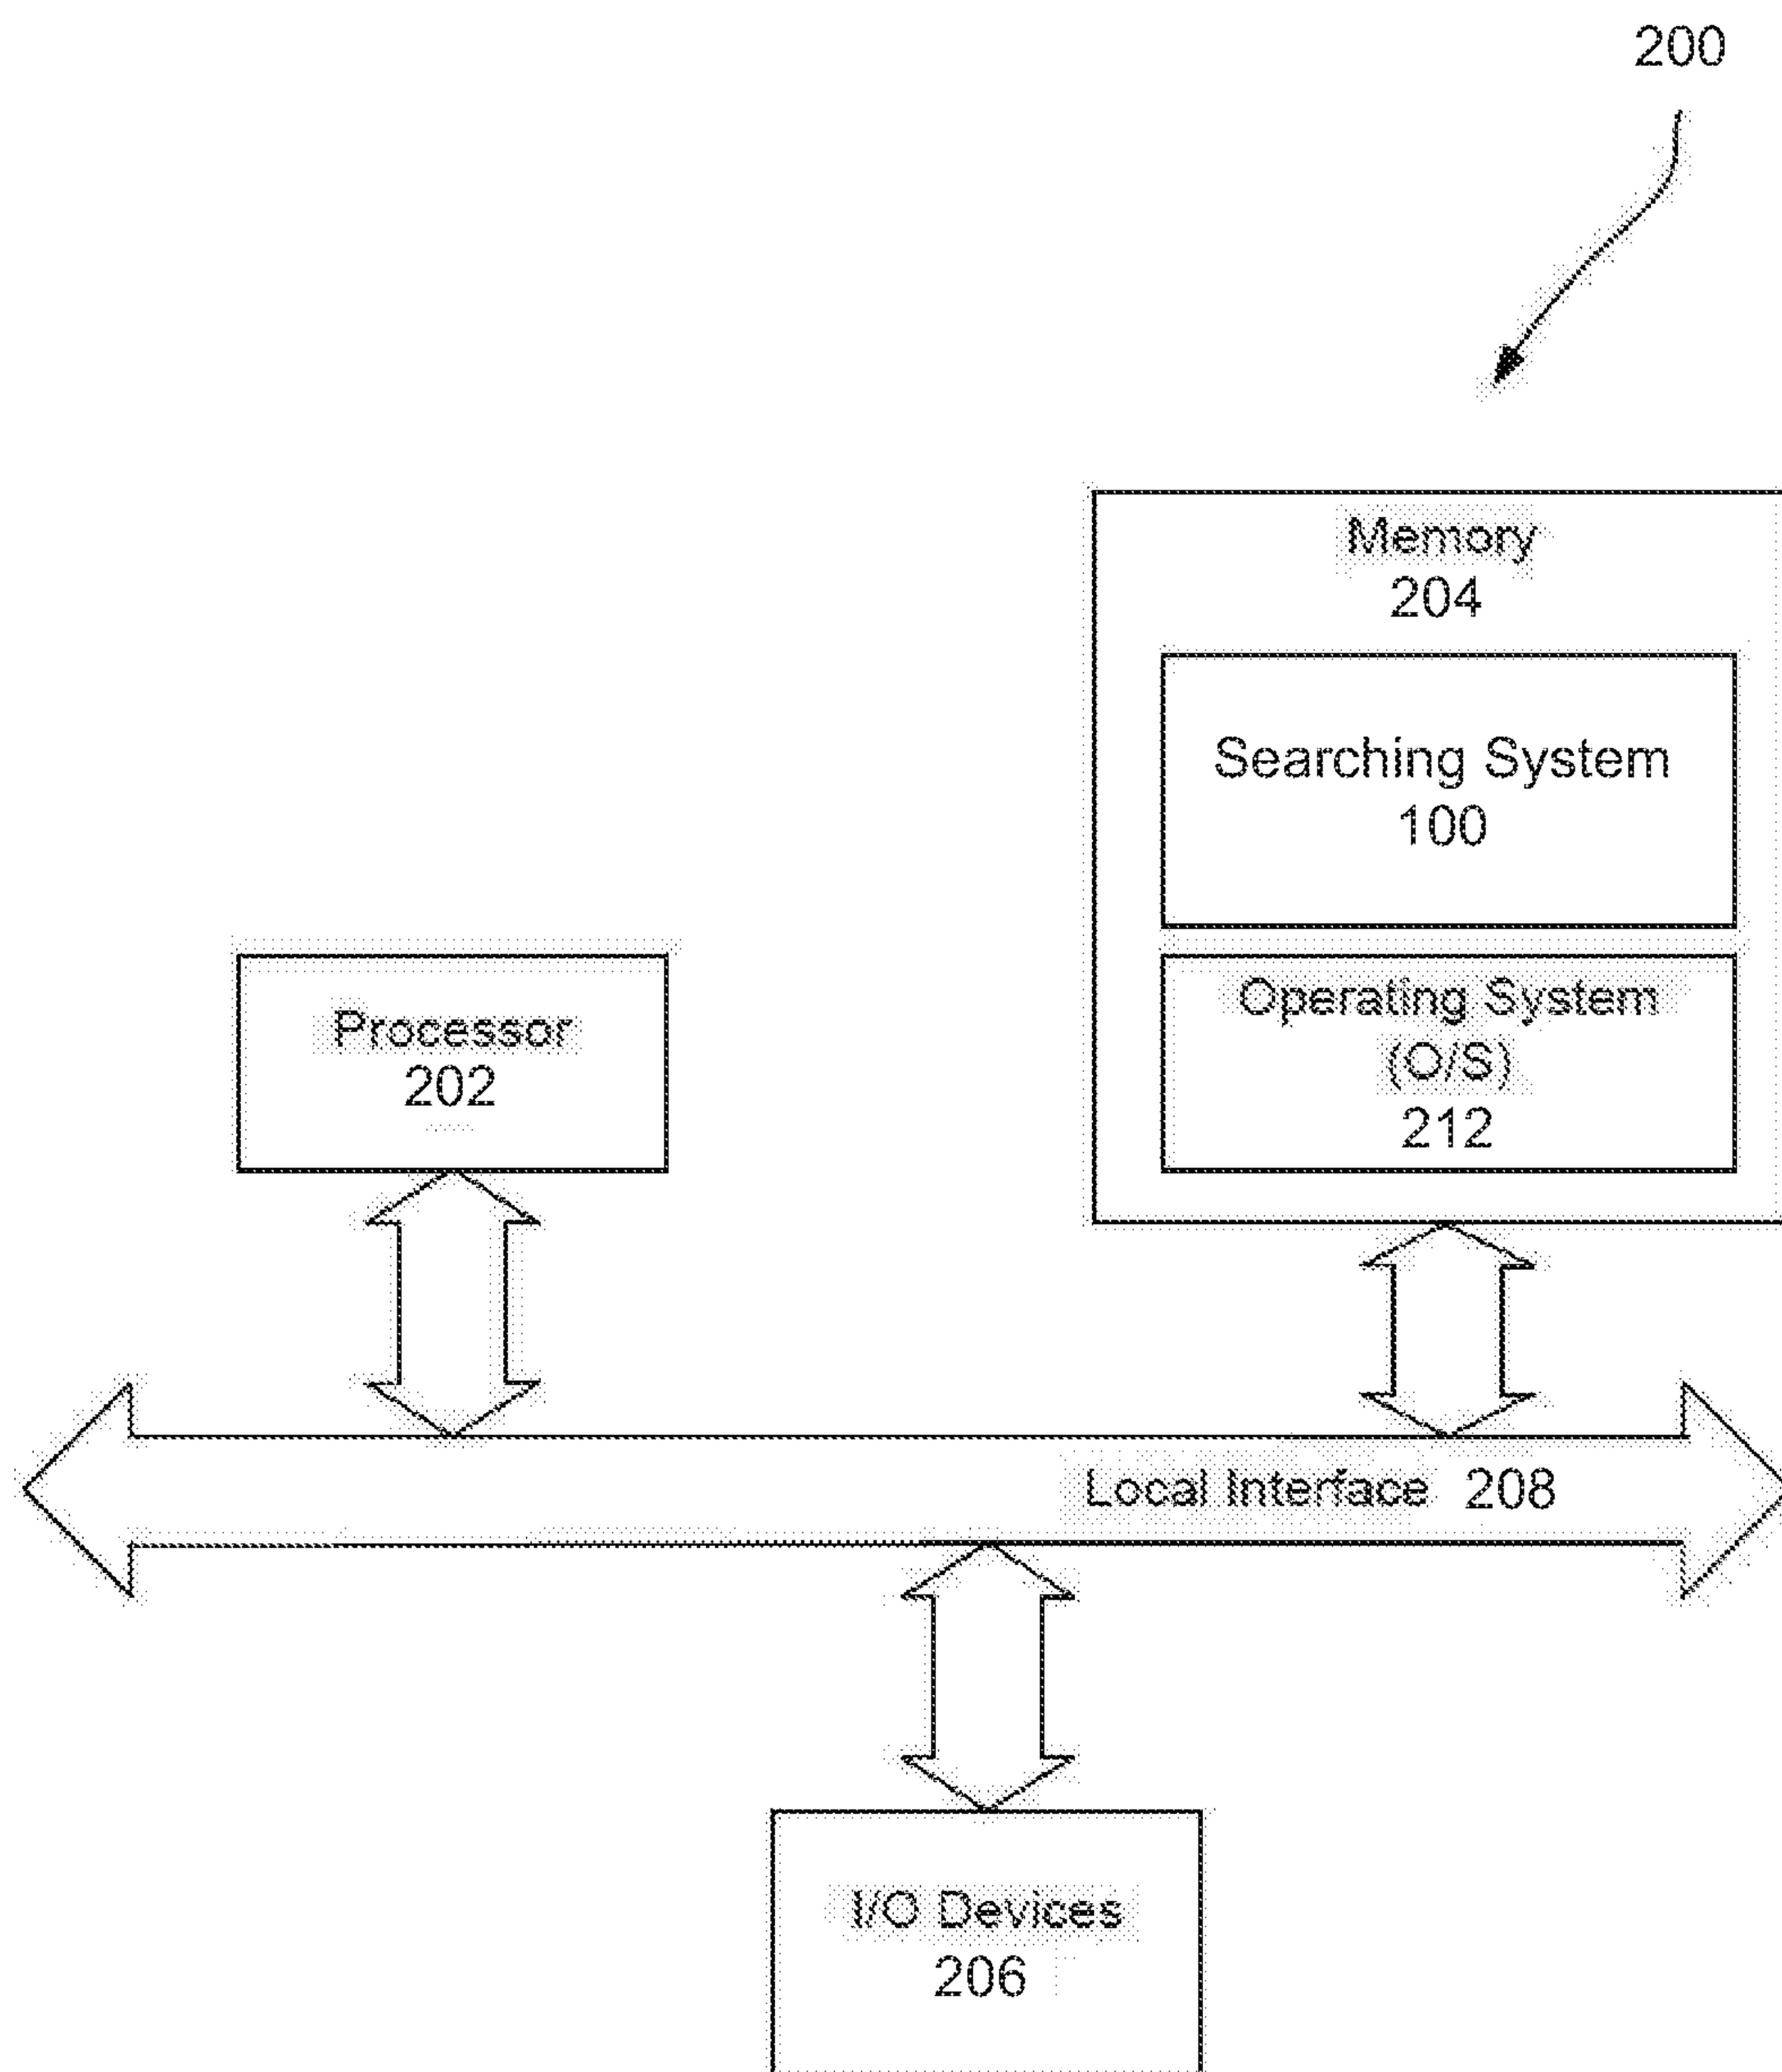 200
Memory
204
Searching System
100
Operating System
(O/S)
212
Processor
202
Local Interface 208
I/O Devices
206